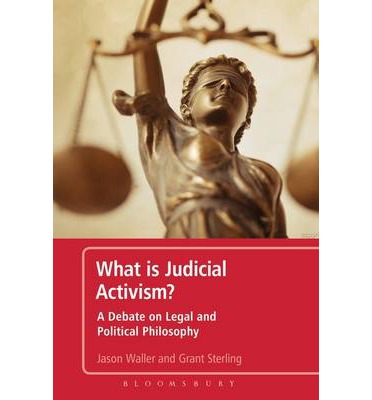 What is Judicial
Activism?
A Debate on Legal and
Political Philosophy
Jason Waller and Grant Sterling
BLOOMSBURY